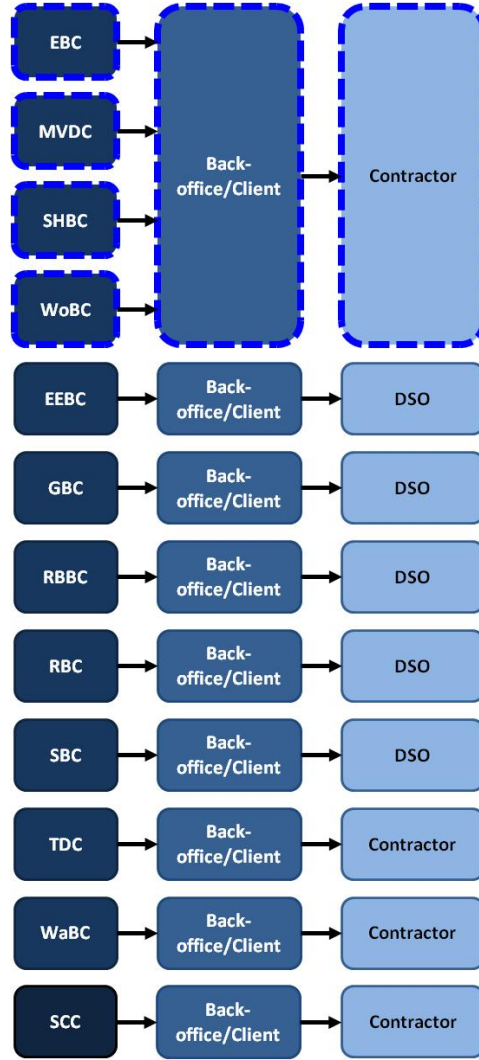 EBC
MVDC
SHBC
WoBC
Back-
office/Client
Contractor
EEBC
Back-
office/Client
DSO
GBC
Back-
office/Client
DSO
RBBC
Back-
office/Client
DSO
RBC
Back-
office/Client
DSO
SBC
Back-
office/Client
DSO
TDC
Back-
office/Client
Contractor
WaBC
Back-
office/Client
Contractor
SCC
Back-
office/Client
Contractor